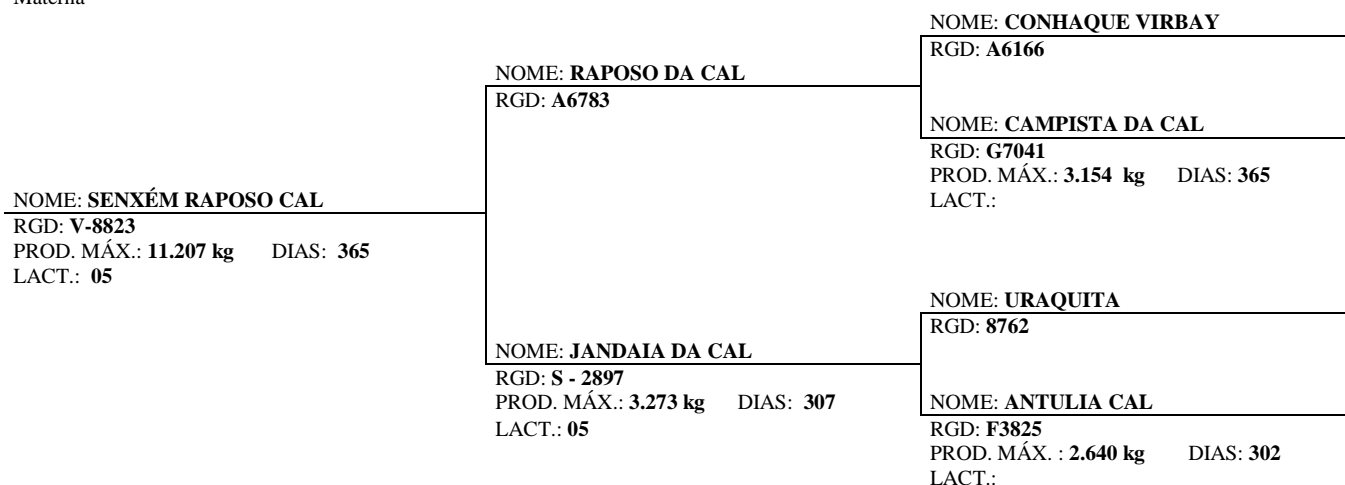 Materna
NOME: CONHAQUE VIRBAY
RGD: A6166
NOME: RAPOSO DA CAL
RGD: A6783
NOME: CAMPISTA DA CAL
RGD: G7041
PROD. MÁX.: 3.154 kg DIAS: 365
LACT.:
NOME: SENXÉM RAPOSO CAL
RGD: V-8823
PROD. MÁX.: 11.207 kg DIAS: 365
LACT.: 05
NOME: URAQUITA
RGD: 8762
NOME: JANDAIA DA CAL
RGD: S - 2897
PROD. MÁX.: 3.273 kg DIAS: 307
LACT.: 05
NOME: ANTULIA CAL
RGD: F3825
PROD. MÁX. : 2.640 kg DIAS: 302
LACT.: